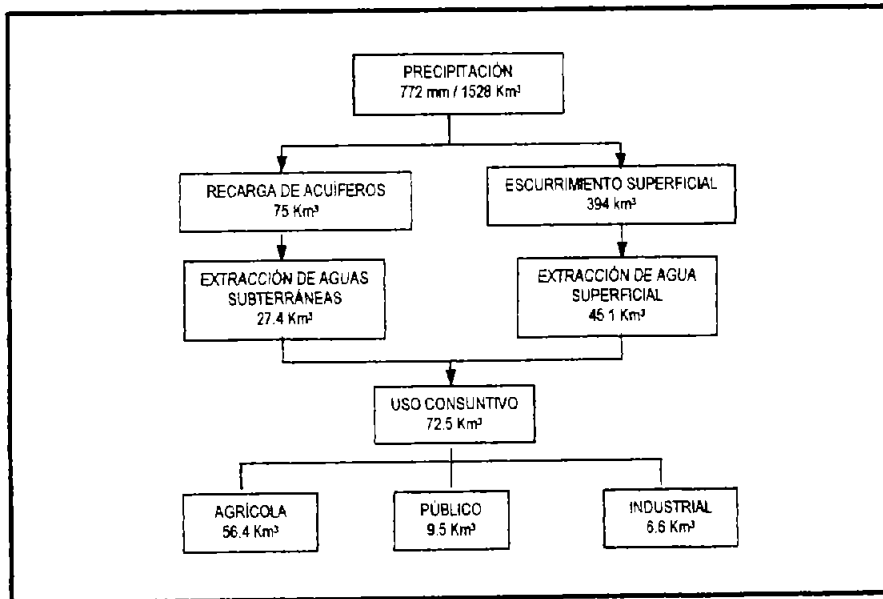 PRECIPITACIÓN
772 mm / 1528 Km³
RECARGA DE ACUÍFEROS
75 Km³
ESCURRIMIENTO SUPERFICIAL
394 km³
EXTRACCIÓN DE AGUAS
SUBTERRÁNEAS
27.4 Km³
EXTRACCIÓN DE AGUA
SUPERFICIAL
45.1 Km³
USO CONSUNTIVO
72.5 Km³
AGRÍCOLA
56.4 Km³
PÚBLICO
9.5 Km³
INDUSTRIAL
6.6 Km³